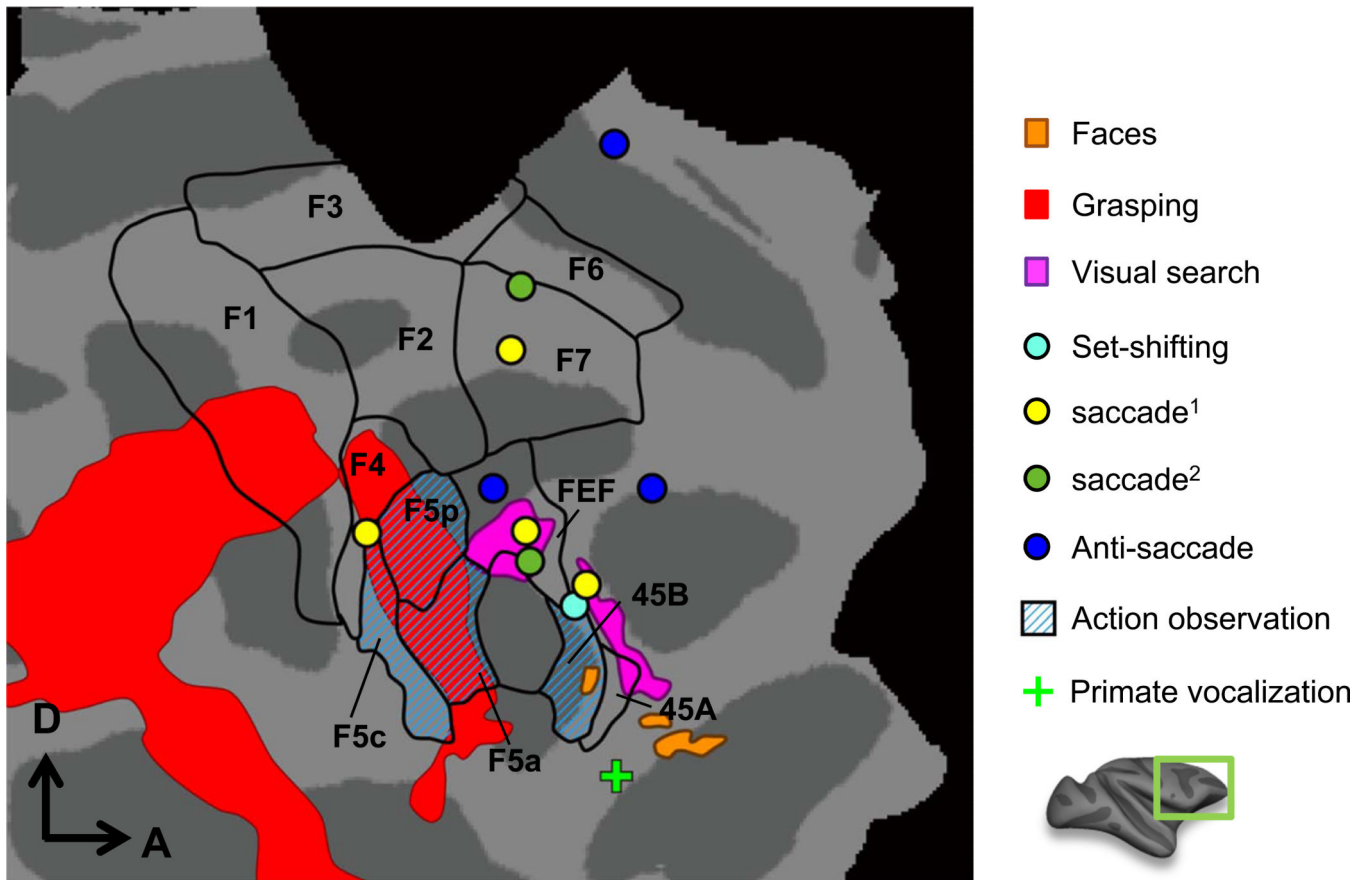 F3
F6
F1
F2
F7
F4
F5p
FEF
45B
45A
F5c
F5a
D
A
Faces
Grasping
Visual search
Set-shifting
saccade¹
saccade²
Anti-saccade
Action observation
Primate vocalization